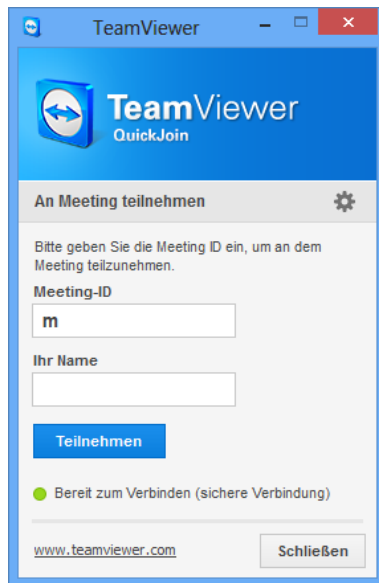 TeamViewer
TeamViewer
QuickJoin
An Meeting teilnehmen
Bitte geben Sie die Meeting ID ein, um an dem
Meeting teilzunehmen.
Meeting-ID
m
Ihr Name
Teilnehmen
Bereit zum Verbinden (sichere Verbindung)
www.teamviewer.com
Schließen